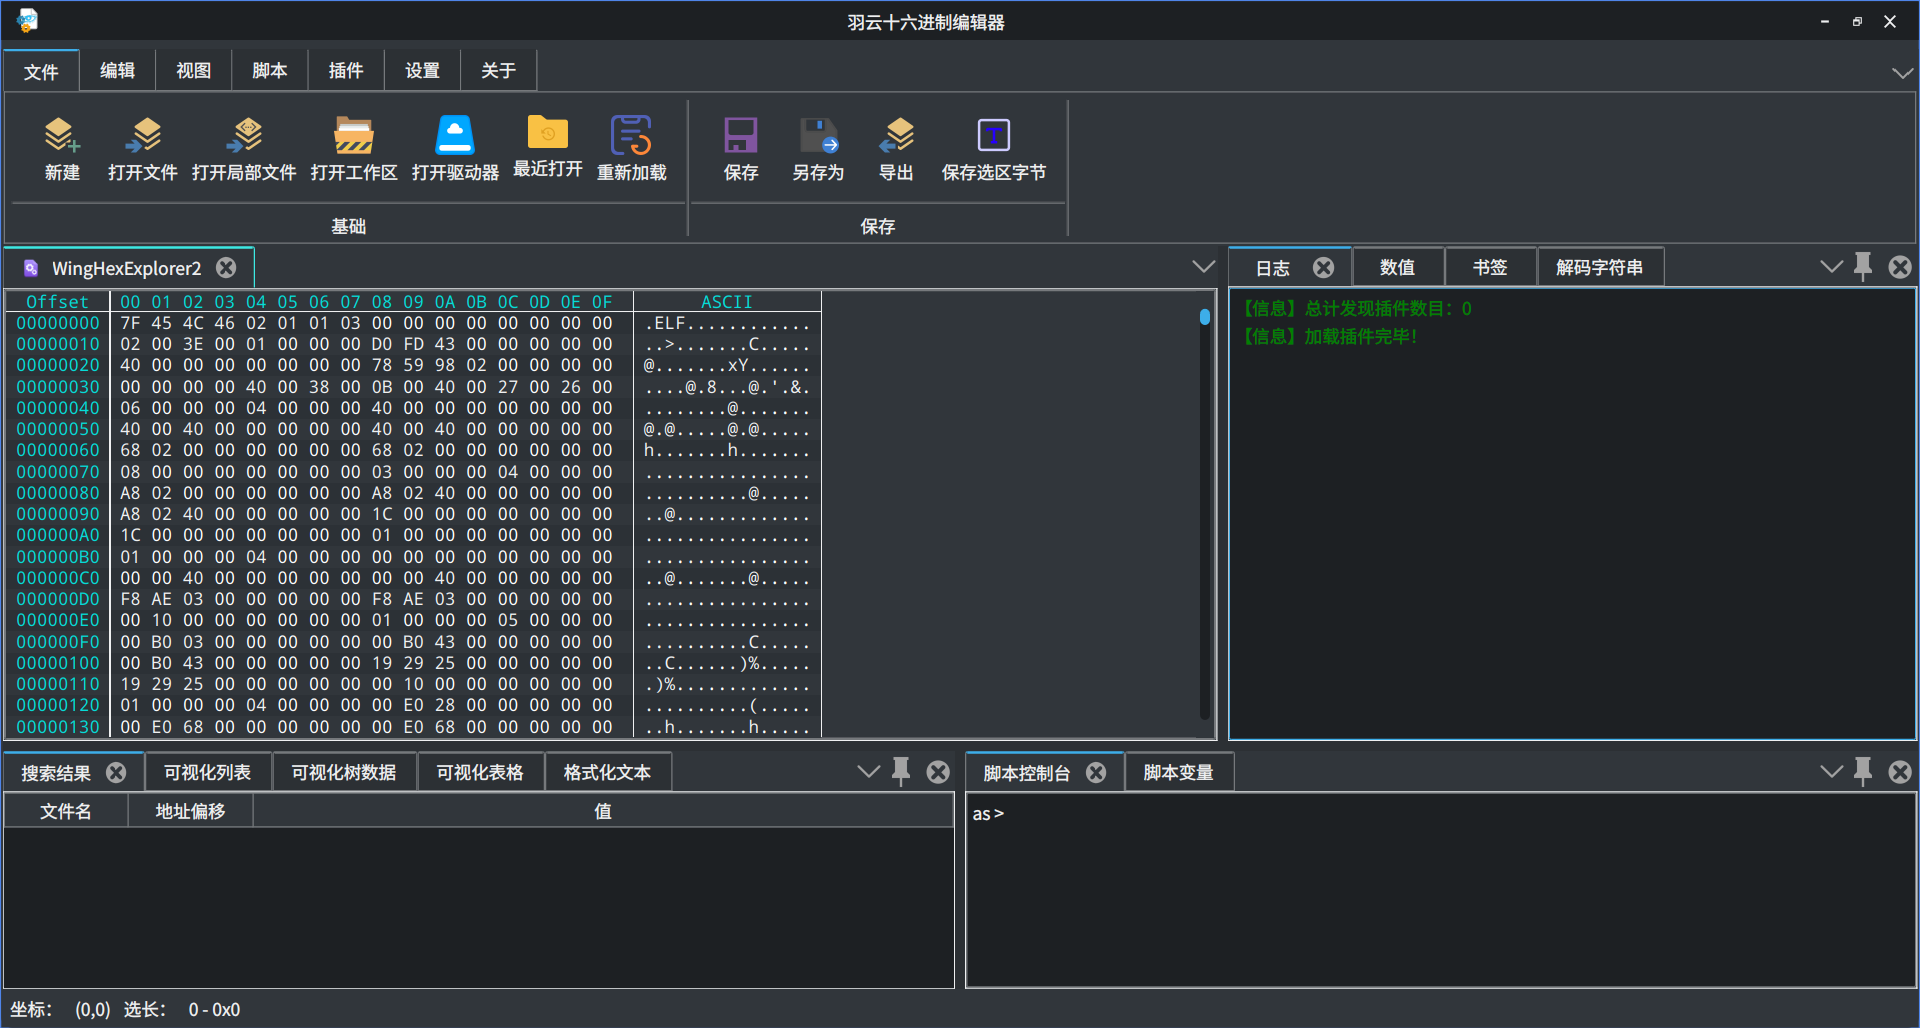 羽云十六进制编辑器
文件 编辑 视图 脚本 插件 设置 关于
新建 打开文件 打开局部文件 打开工作区 打开驱动器 最近打开 重新加载 保存 另存为 导出 保存选区字节
基础 保存
WingHexExplorer2
Offset 00 01 02 03 04 05 06 07 08 09 0A 0B 0C 0D 0E 0F ASCII
00000000 7F 45 4C 46 02 01 01 03 00 00 00 00 00 00 00 00 .ELF............
00000010 02 00 3E 00 01 00 00 00 D0 FD 43 00 00 00 00 00 ..>.......C.....
00000020 40 00 00 00 00 00 00 00 78 59 98 02 00 00 00 00 @.......xY......
00000030 00 00 00 00 40 00 38 00 0B 00 40 00 27 00 26 00 ....@.8...@.'.&.
00000040 06 00 00 00 04 00 00 00 40 00 00 00 00 00 00 00 ........@.......
00000050 40 00 40 00 00 00 00 00 40 00 40 00 00 00 00 00 @.@.....@.@.....
00000060 68 02 00 00 00 00 00 00 68 02 00 00 00 00 00 00 h.......h.......
00000070 08 00 00 00 00 00 00 00 03 00 00 00 04 00 00 00 ................
00000080 A8 02 00 00 00 00 00 00 A8 02 40 00 00 00 00 00 ..........@.....
00000090 A8 02 40 00 00 00 00 00 1C 00 00 00 00 00 00 00 ..@.............
000000A0 1C 00 00 00 00 00 00 00 01 00 00 00 00 00 00 00 ................
000000B0 01 00 00 00 04 00 00 00 00 00 00 00 00 00 00 00 ................
000000C0 00 00 40 00 00 00 00 00 00 00 40 00 00 00 00 00 ..@.......@.....
000000D0 F8 AE 03 00 00 00 00 00 F8 AE 03 00 00 00 00 00 ................
000000E0 00 10 00 00 00 00 00 00 01 00 00 00 05 00 00 00 ................
000000F0 00 B0 03 00 00 00 00 00 00 B0 43 00 00 00 00 00 ..........C.....
00000100 00 B0 43 00 00 00 00 00 19 29 25 00 00 00 00 00 ..C......)%.....
00000110 19 29 25 00 00 00 00 00 00 10 00 00 00 00 00 00 .)%.............
00000120 01 00 00 00 04 00 00 00 00 E0 28 00 00 00 00 00 ..........(.....
00000130 00 E0 68 00 00 00 00 00 00 E0 68 00 00 00 00 00 ..h.......h.....
日志 数值 书签 解码字符串
【信息】总计发现插件数目：0
【信息】加载插件完毕！
搜索结果 可视化列表 可视化树数据 可视化表格 格式化文本
文件名 地址偏移 值
脚本控制台 脚本变量
as >
坐标： (0,0) 选长： 0 - 0x0